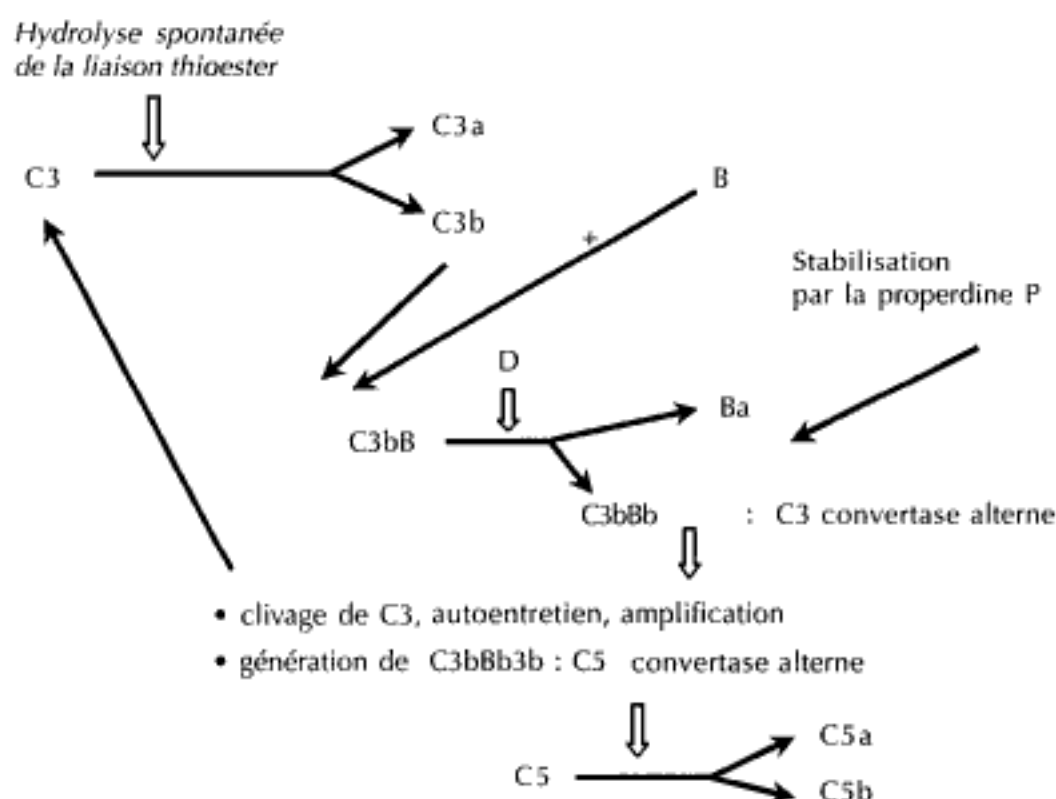 Hydrolyse spontanée
de la liaison thioester
C3a
C3
B
C3b
+
Stabilisation
par la properdine P
D
Ba
C3bB
C3bBb : C3 convertase alterne
• clivage de C3, autoentretien, amplification
• génération de C3bBb3b : C5 convertase alterne
C5a
C5
C5b